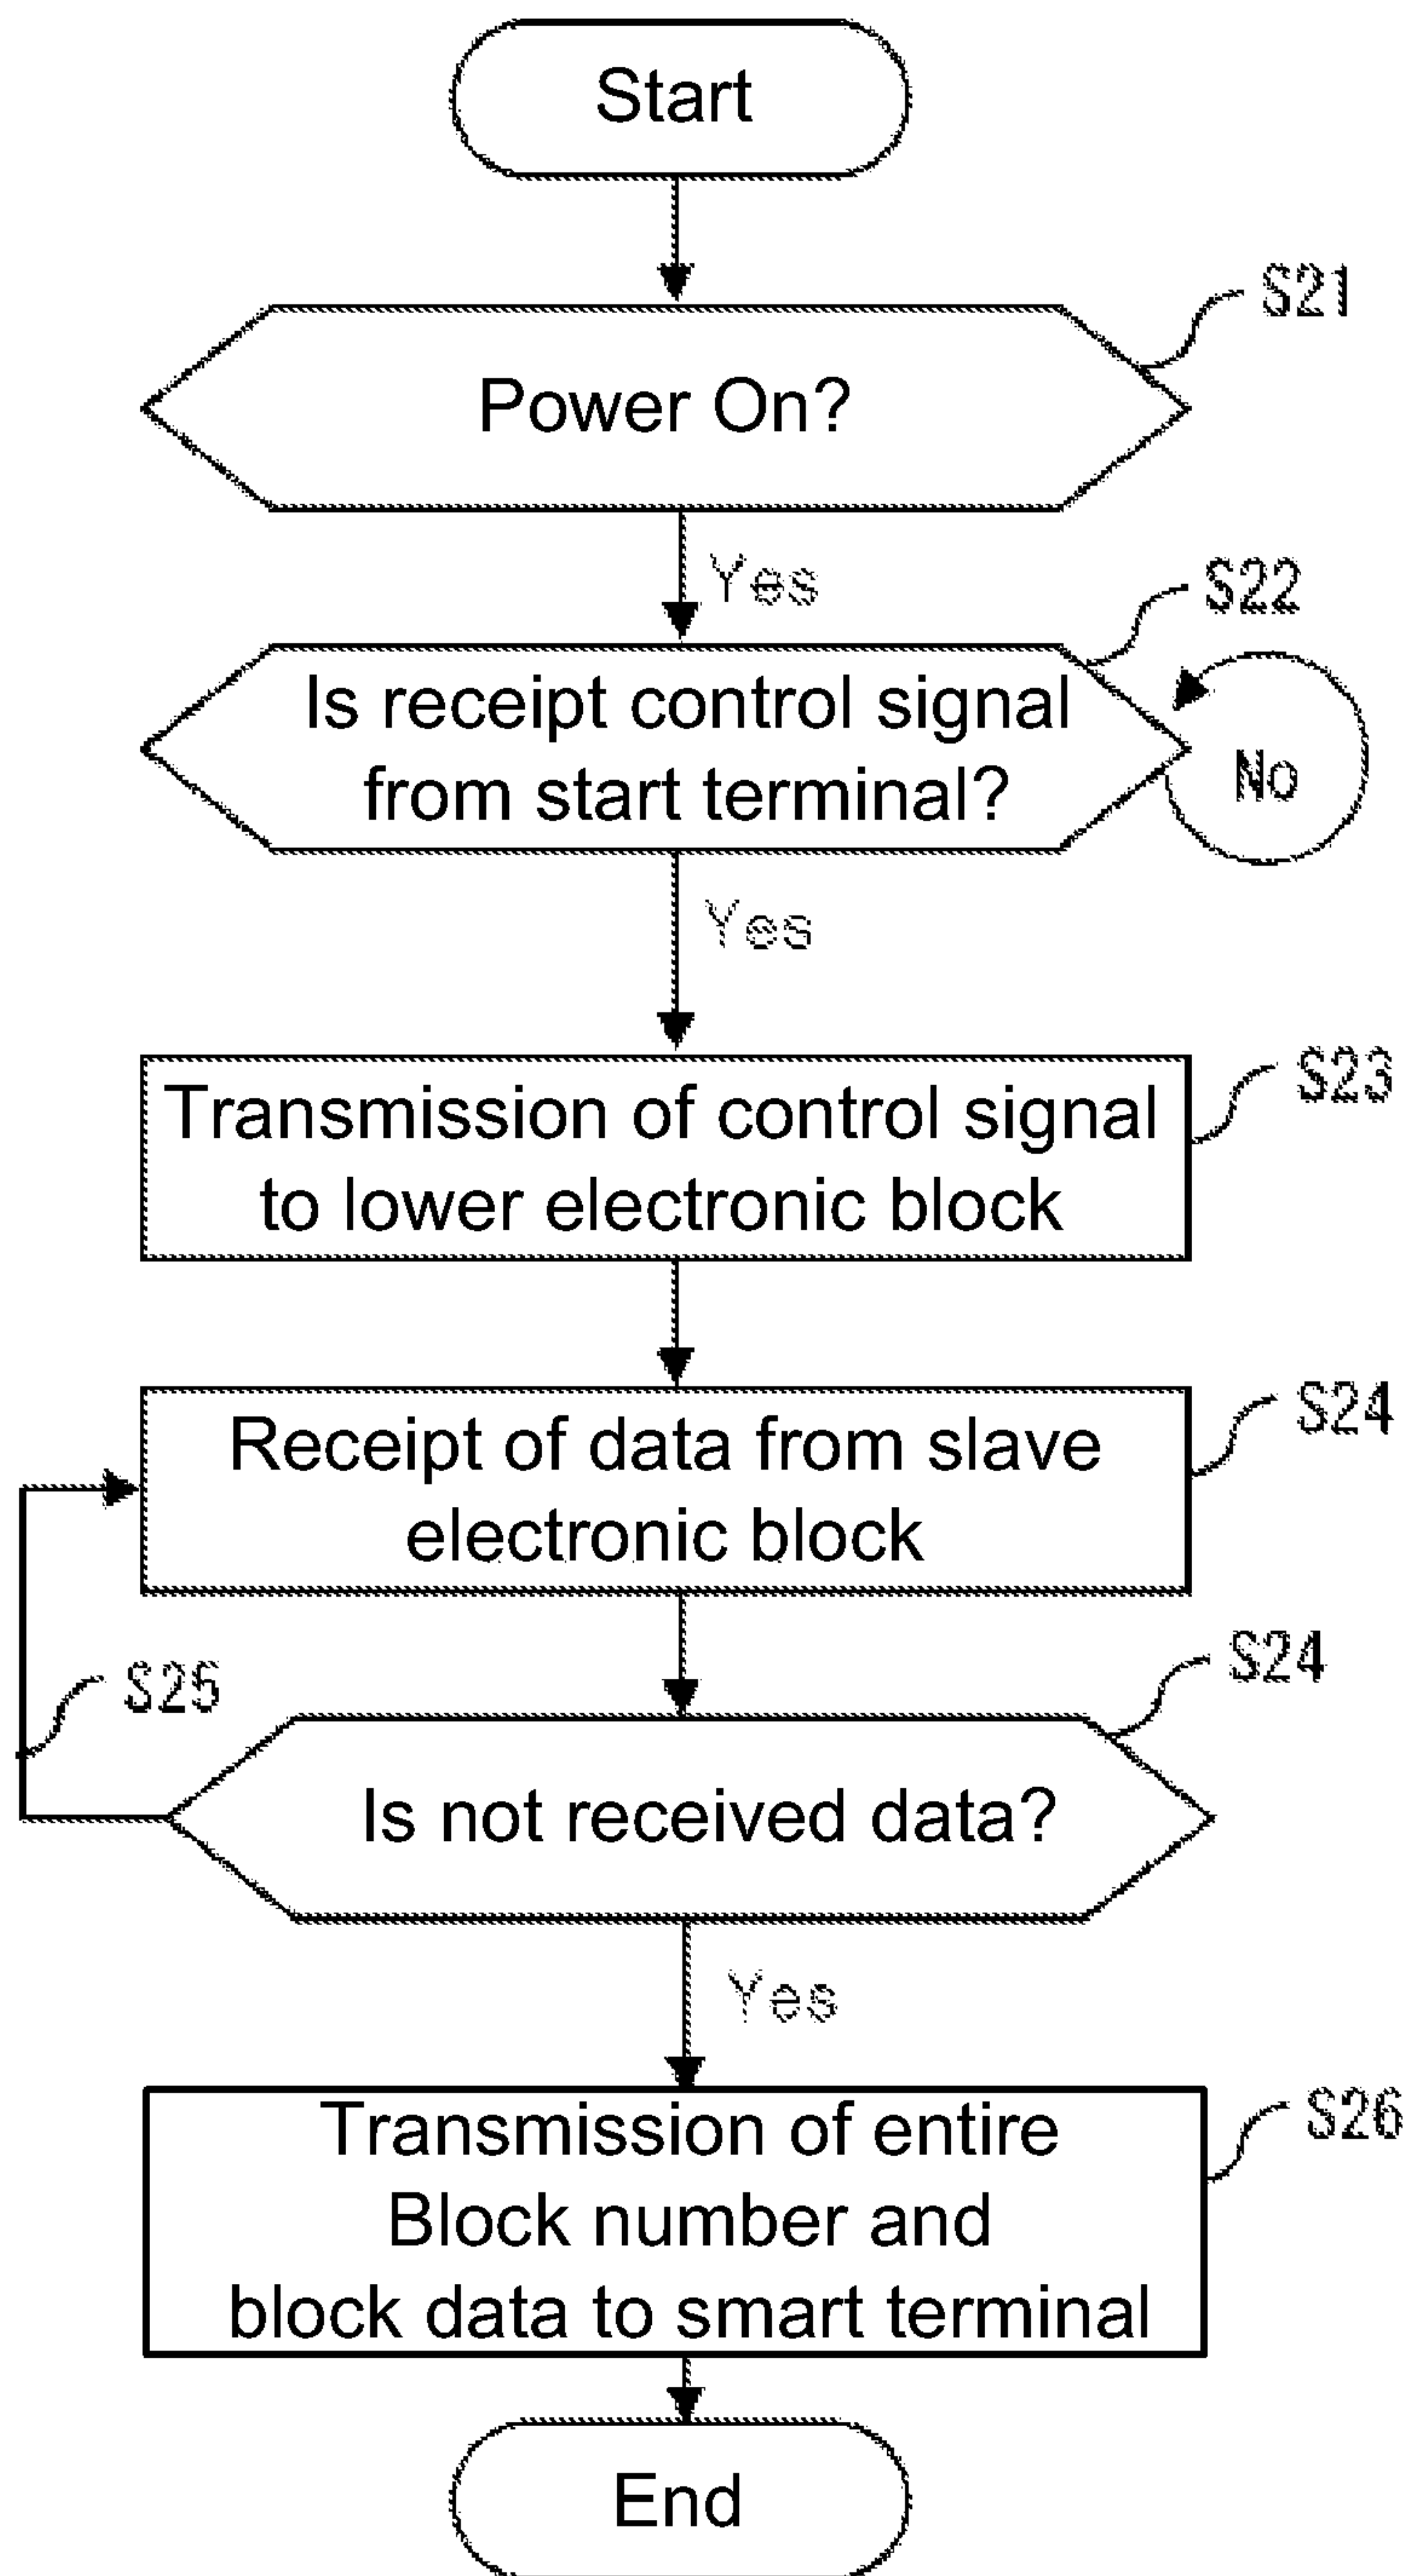 Start
S21
Power On?
Yes
S22
Is receipt control signal
from start terminal?
No
Yes
S23
Transmission of control signal
to lower electronic block
S24
Receipt of data from slave
electronic block
S24
S25
Is not received data?
Yes
S26
Transmission of entire
Block number and
block data to smart terminal
End